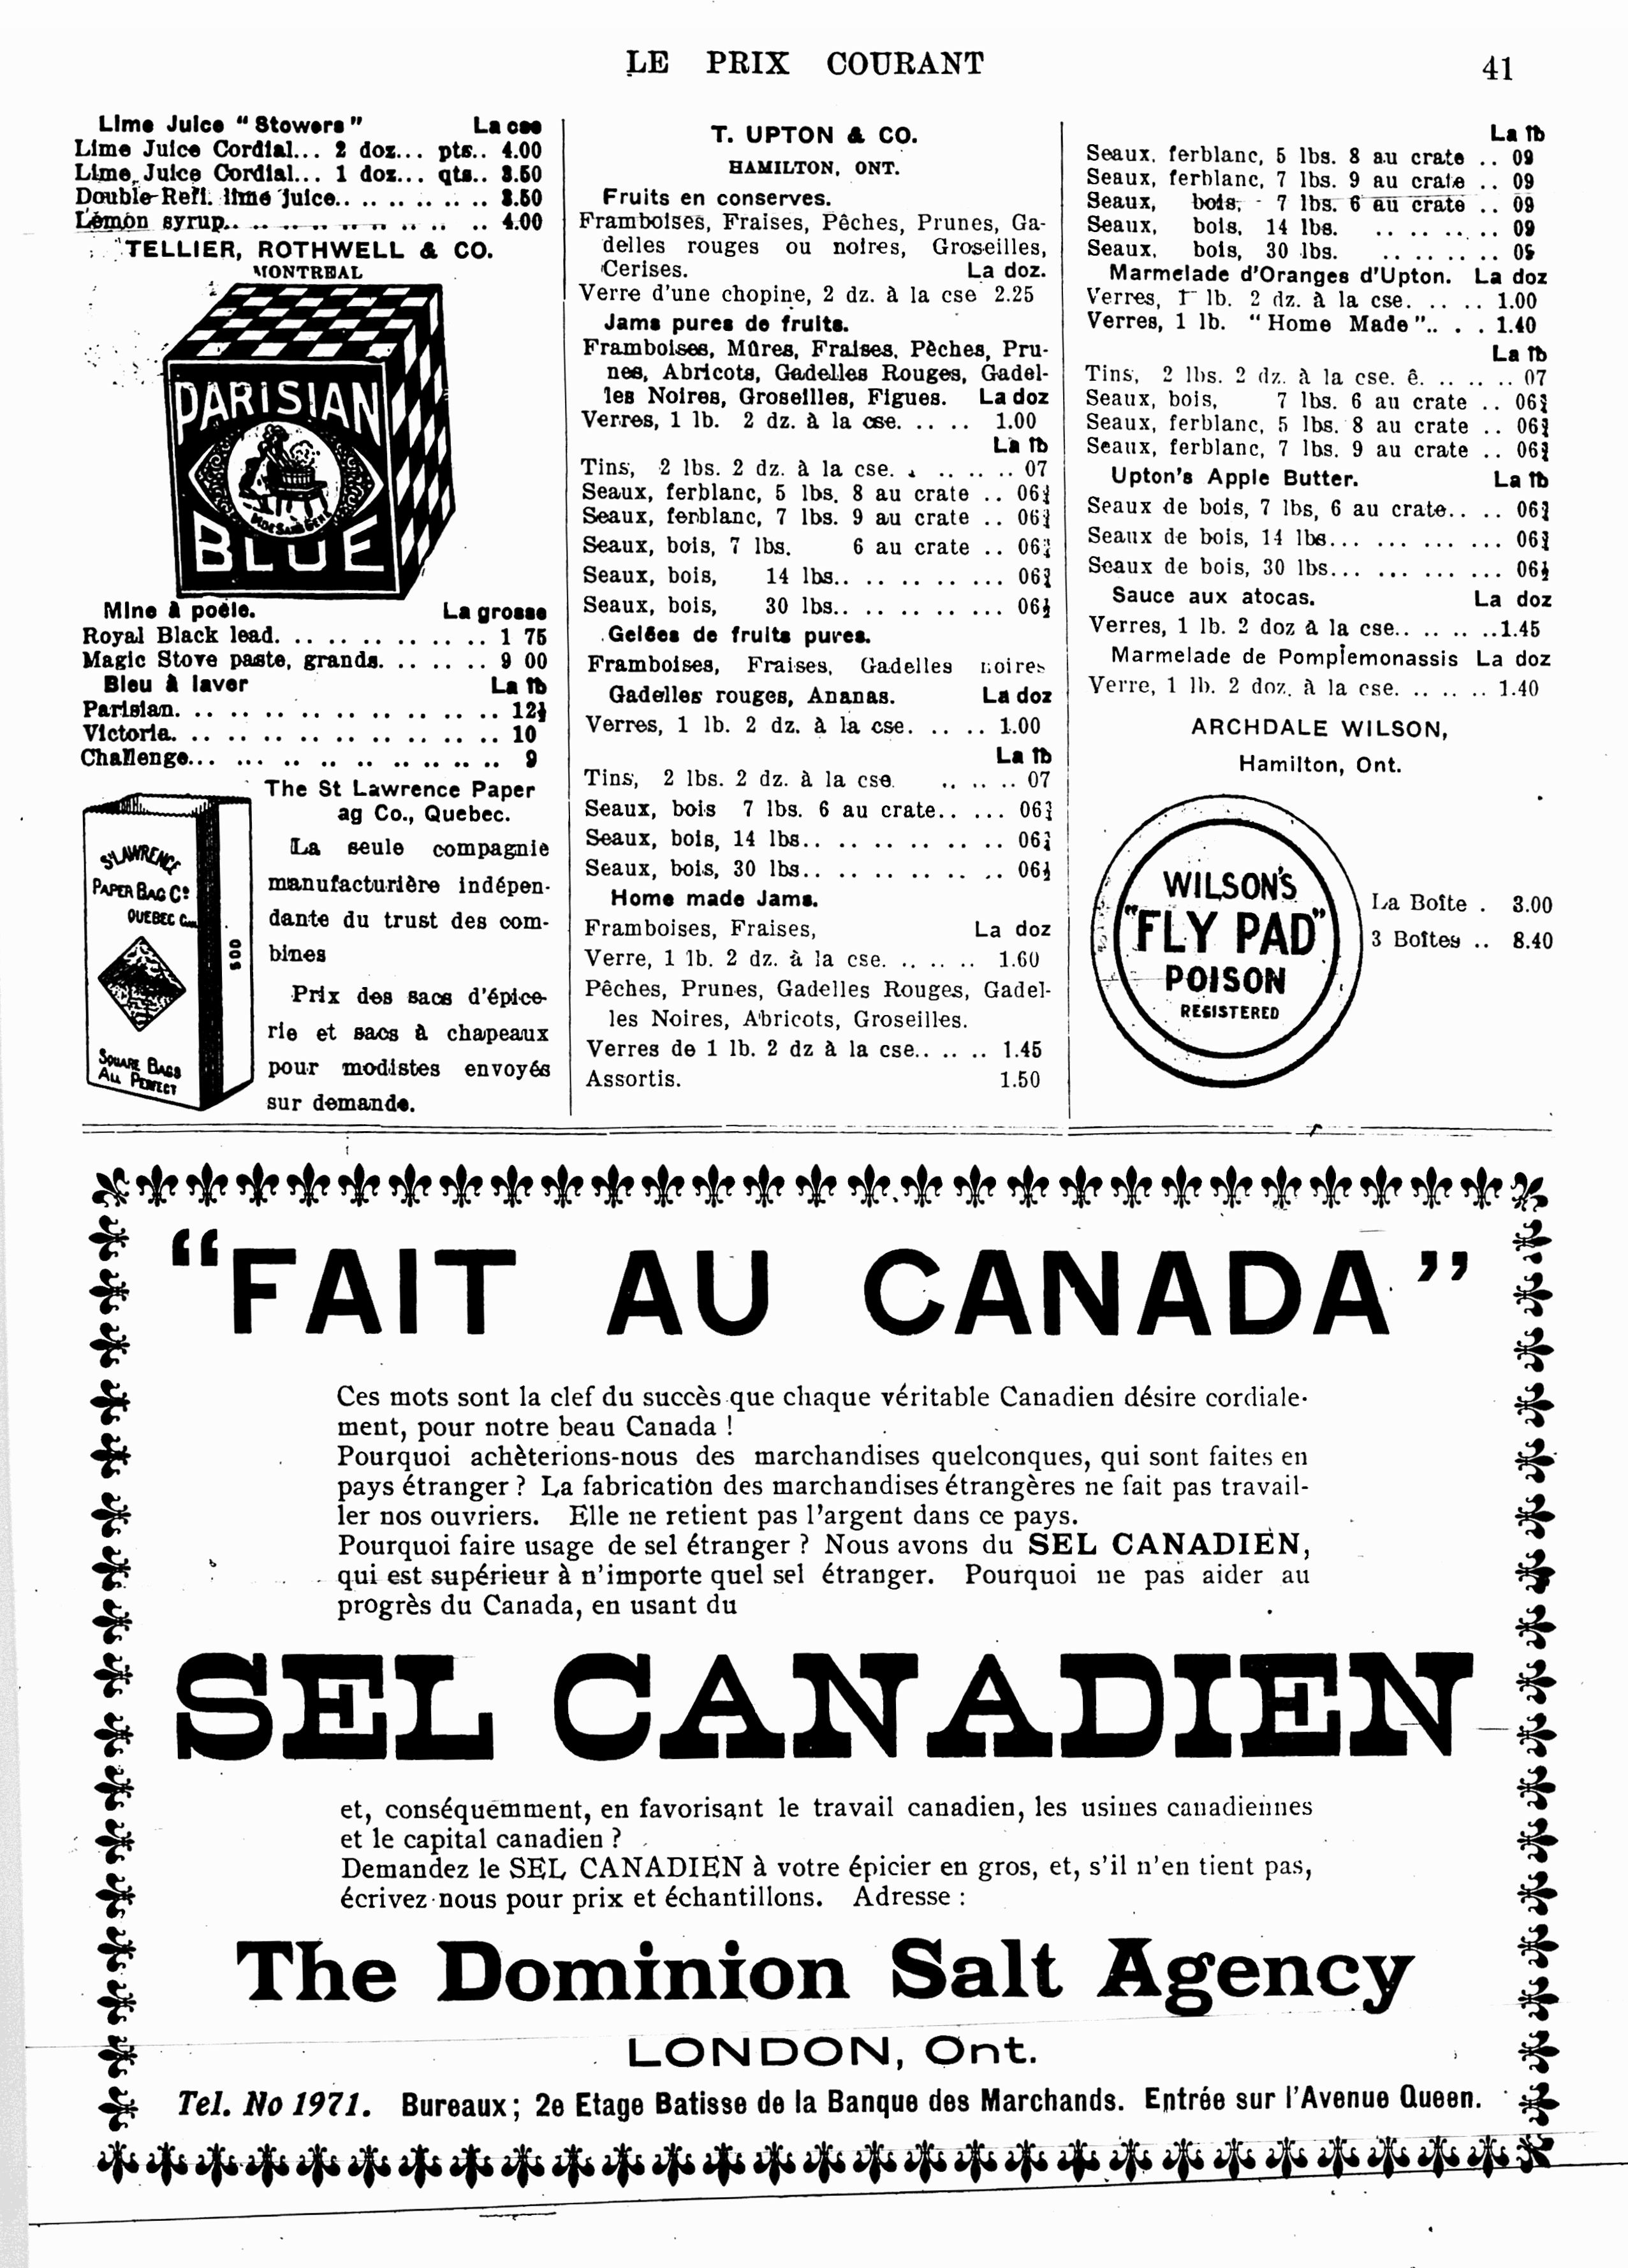 LE PRIX COURANT
41
Lime Juice "Stowers" La cse
Lime Juice Cordial... 2 doz... pts.. 4.00
Lime Juice Cordial... 1 doz... qts.. 3.50
Double Refi. lime juice.. .. .. .. .. 3.50
Lemon syrup.. .. .. .. .. .. .. .. 4.00
TELLIER, ROTHWELL & CO.
MONTREAL
PARISIAN
BLUE
Mine à poële. La grosse
Royal Black lead. .. .. .. .. .. .. 1 75
Magic Stove paste, grands. .. .. .. 9 00
Bleu à laver La lb
Parisian. .. .. .. .. .. .. .. .. .. 12½
Victoria. .. .. .. .. .. .. .. .. .. 10
Challenge... ... .. .. .. .. .. .. .. 9
The St Lawrence Paper
ag Co., Quebec.
La seule compagnie
manufacturière indépen-
dante du trust des com-
bines
Prix des sacs d'épice-
rie et sacs à chapeaux
pour modistes envoyés
sur demande.
ST LAWRENCE
PAPER BAG Co
QUEBEC
500
SQUARE BAGS
ALL PERFECT
T. UPTON & CO.
HAMILTON, ONT.
Fruits en conserves.
Framboises, Fraises, Pêches, Prunes, Ga-
delles rouges ou noires, Groseilles,
Cerises. La doz.
Verre d'une chopine, 2 dz. à la cse 2.25
Jams pures de fruits.
Framboises, Mûres, Fraises, Pêches, Pru-
nes, Abricots, Gadelles Rouges, Gadel-
les Noires, Groseilles, Figues. La doz
Verres, 1 lb. 2 dz. à la cse. .. .. 1.00
La lb
Tins, 2 lbs. 2 dz. à la cse. . .. .. .. 07
Seaux, ferblanc, 5 lbs. 8 au crate .. 06¾
Seaux, ferblanc, 7 lbs. 9 au crate .. 06¾
Seaux, bois, 7 lbs. 6 au crate .. 06¾
Seaux, bois, 14 lbs.. .. .. .. .. ... 06¾
Seaux, bois, 30 lbs.. .. .. .. .. ... 06½
Gelées de fruits pures.
Framboises, Fraises, Gadelles noires
Gadelles rouges, Ananas. La doz
Verres, 1 lb. 2 dz. à la cse. .. .. .. 1.00
La lb
Tins, 2 lbs. 2 dz. à la cse. .. .. .. 07
Seaux, bois 7 lbs. 6 au crate.. .. ... 06¾
Seaux, bois, 14 lbs.. .. .. .. .. .. .. 06¾
Seaux, bois, 30 lbs.. .. .. .. .. .. .. 06½
Home made Jams.
Framboises, Fraises, La doz
Verre, 1 lb. 2 dz. à la cse. .. .. .. 1.60
Pêches, Prunes, Gadelles Rouges, Gadel-
les Noires, Abricots, Groseilles.
Verres de 1 lb. 2 dz à la cse.. .. .. 1.45
Assortis. 1.50
La lb
Seaux, ferblanc, 5 lbs. 8 au crate .. 09
Seaux, ferblanc, 7 lbs. 9 au crate .. 09
Seaux, bois, 7 lbs. 6 au crate .. 09
Seaux, bois, 14 lbs. .. .. .. .. 09
Seaux, bois, 30 lbs. .. .. .. ..
Marmelade d'Oranges d'Upton. La doz
Verres, 1 lb. 2 dz. à la cse. .. .. 1.00
Verres, 1 lb. "Home Made".. . . 1.40
La lb
Tins, 2 lbs. 2 dz. à la cse. ê. .. .. .. 07
Seaux, bois, 7 lbs. 6 au crate .. 06¾
Seaux, ferblanc, 5 lbs. 8 au crate .. 06¾
Seaux, ferblanc, 7 lbs. 9 au crate .. 06¾
Upton's Apple Butter. La lb
Seaux de bois, 7 lbs, 6 au crate.. .. 06¾
Seaux de bois, 14 lbs... ... ... ... 06¾
Seaux de bois, 30 lbs... ... ... ... 06½
Sauce aux atocas. La doz
Verres, 1 lb. 2 doz à la cse.. .. .. ..1.45
Marmelade de Pomplemonassis La doz
Verre, 1 lb. 2 doz. à la cse. .. .. .. 1.40
ARCHDALE WILSON,
Hamilton, Ont.
WILSON'S
"FLY PAD"
POISON
REGISTERED
La Boîte . 3.00
3 Boîtes .. 8.40
"FAIT AU CANADA"
Ces mots sont la clef du succès que chaque véritable Canadien désire cordiale-
ment, pour notre beau Canada !
Pourquoi achèterions-nous des marchandises quelconques, qui sont faites en
pays étranger ? La fabrication des marchandises étrangères ne fait pas travail-
ler nos ouvriers. Elle ne retient pas l'argent dans ce pays.
Pourquoi faire usage de sel étranger ? Nous avons du SEL CANADIEN,
qui est supérieur à n'importe quel sel étranger. Pourquoi ne pas aider au
progrès du Canada, en usant du
SEL CANADIEN
et, conséquemment, en favorisant le travail canadien, les usines canadiennes
et le capital canadien ?
Demandez le SEL CANADIEN à votre épicier en gros, et, s'il n'en tient pas,
écrivez-nous pour prix et échantillons. Adresse :
The Dominion Salt Agency
LONDON, Ont.
Tel. No 1971. Bureaux ; 2e Etage Batisse de la Banque des Marchands. Entrée sur l'Avenue Queen.